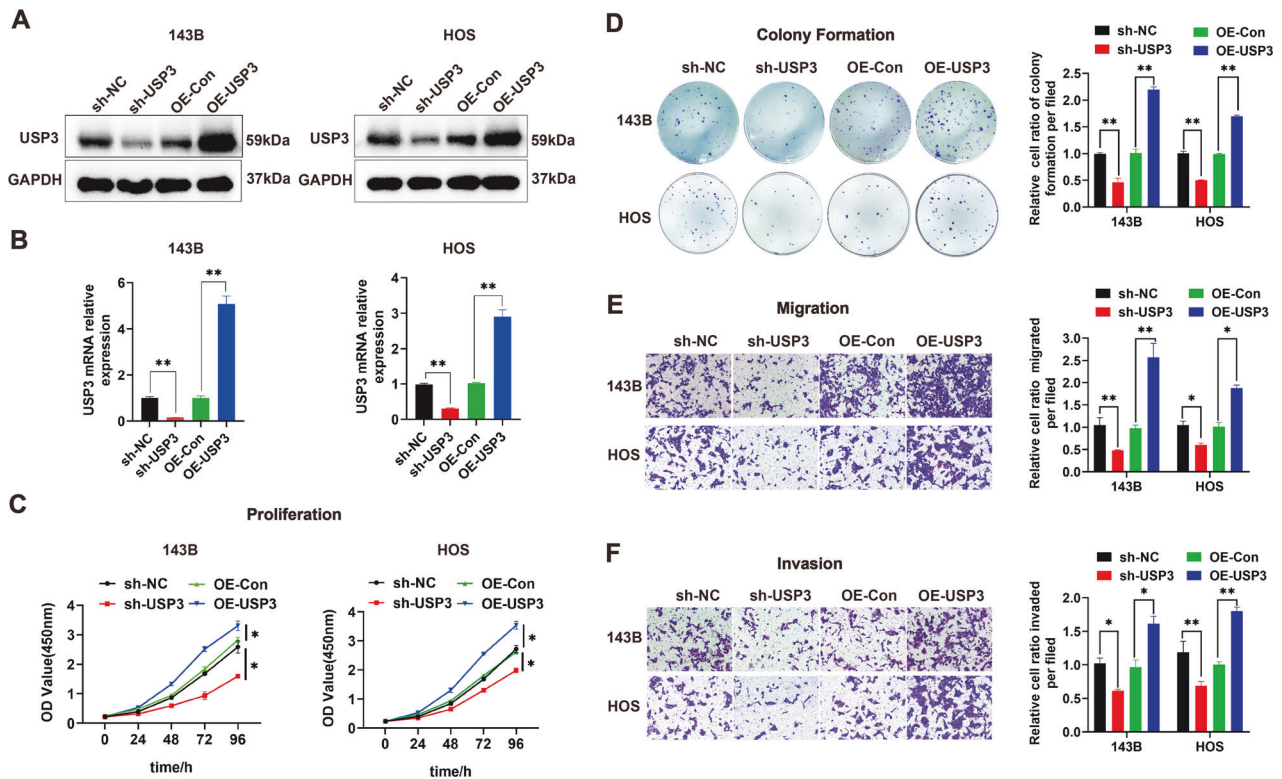 A
143B
sh-NC
sh-USP3
OE-Con
OE-USP3
USP3
59kDa
GAPDH
37kDa
HOS
sh-NC
sh-USP3
OE-Con
OE-USP3
USP3
59kDa
GAPDH
37kDa
B
143B
USP3 mRNA relative
expression
6
4
2
0
**
**
sh-NC
sh-USP3
OE-Con
OE-USP3
HOS
USP3 mRNA relative
expression
4
3
2
1
0
**
**
sh-NC
sh-USP3
OE-Con
OE-USP3
C
Proliferation
143B
sh-NC OE-Con
sh-USP3 OE-USP3
OD Value(450nm)
4
3
2
1
0
*
*
0 24 48 72 96
time/h
HOS
sh-NC OE-Con
sh-USP3 OE-USP3
OD Value(450nm)
4
3
2
1
0
*
*
0 24 48 72 96
time/h
D
Colony Formation
sh-NC sh-USP3 OE-Con OE-USP3
143B
HOS
sh-NC OE-Con
sh-USP3 OE-USP3
Relative cell ratio of colony
formation per filed
2.5
2.0
1.5
1.0
0.5
0.0
**
**
**
**
143B HOS
E
Migration
sh-NC sh-USP3 OE-Con OE-USP3
143B
HOS
sh-NC OE-Con
sh-USP3 OE-USP3
Relative cell ratio migrated
per filed
3.0
2.5
2.0
1.5
1.0
0.5
0.0
**
**
*
*
143B HOS
F
Invasion
sh-NC sh-USP3 OE-Con OE-USP3
143B
HOS
sh-NC OE-Con
sh-USP3 OE-USP3
Relative cell ratio invaded
per filed
2.0
1.5
1.0
0.5
0.0
*
*
**
**
143B HOS